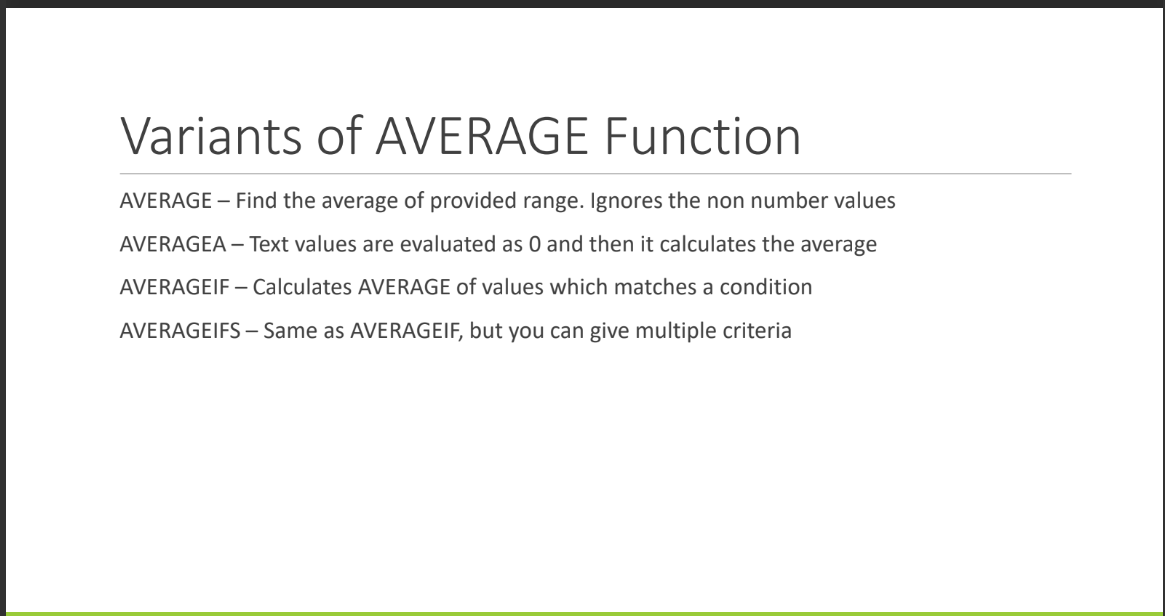 Variants of AVERAGE Function
AVERAGE – Find the average of provided range. Ignores the non number values
AVERAGEA – Text values are evaluated as 0 and then it calculates the average
AVERAGEIF – Calculates AVERAGE of values which matches a condition
AVERAGEIFS – Same as AVERAGEIF, but you can give multiple criteria